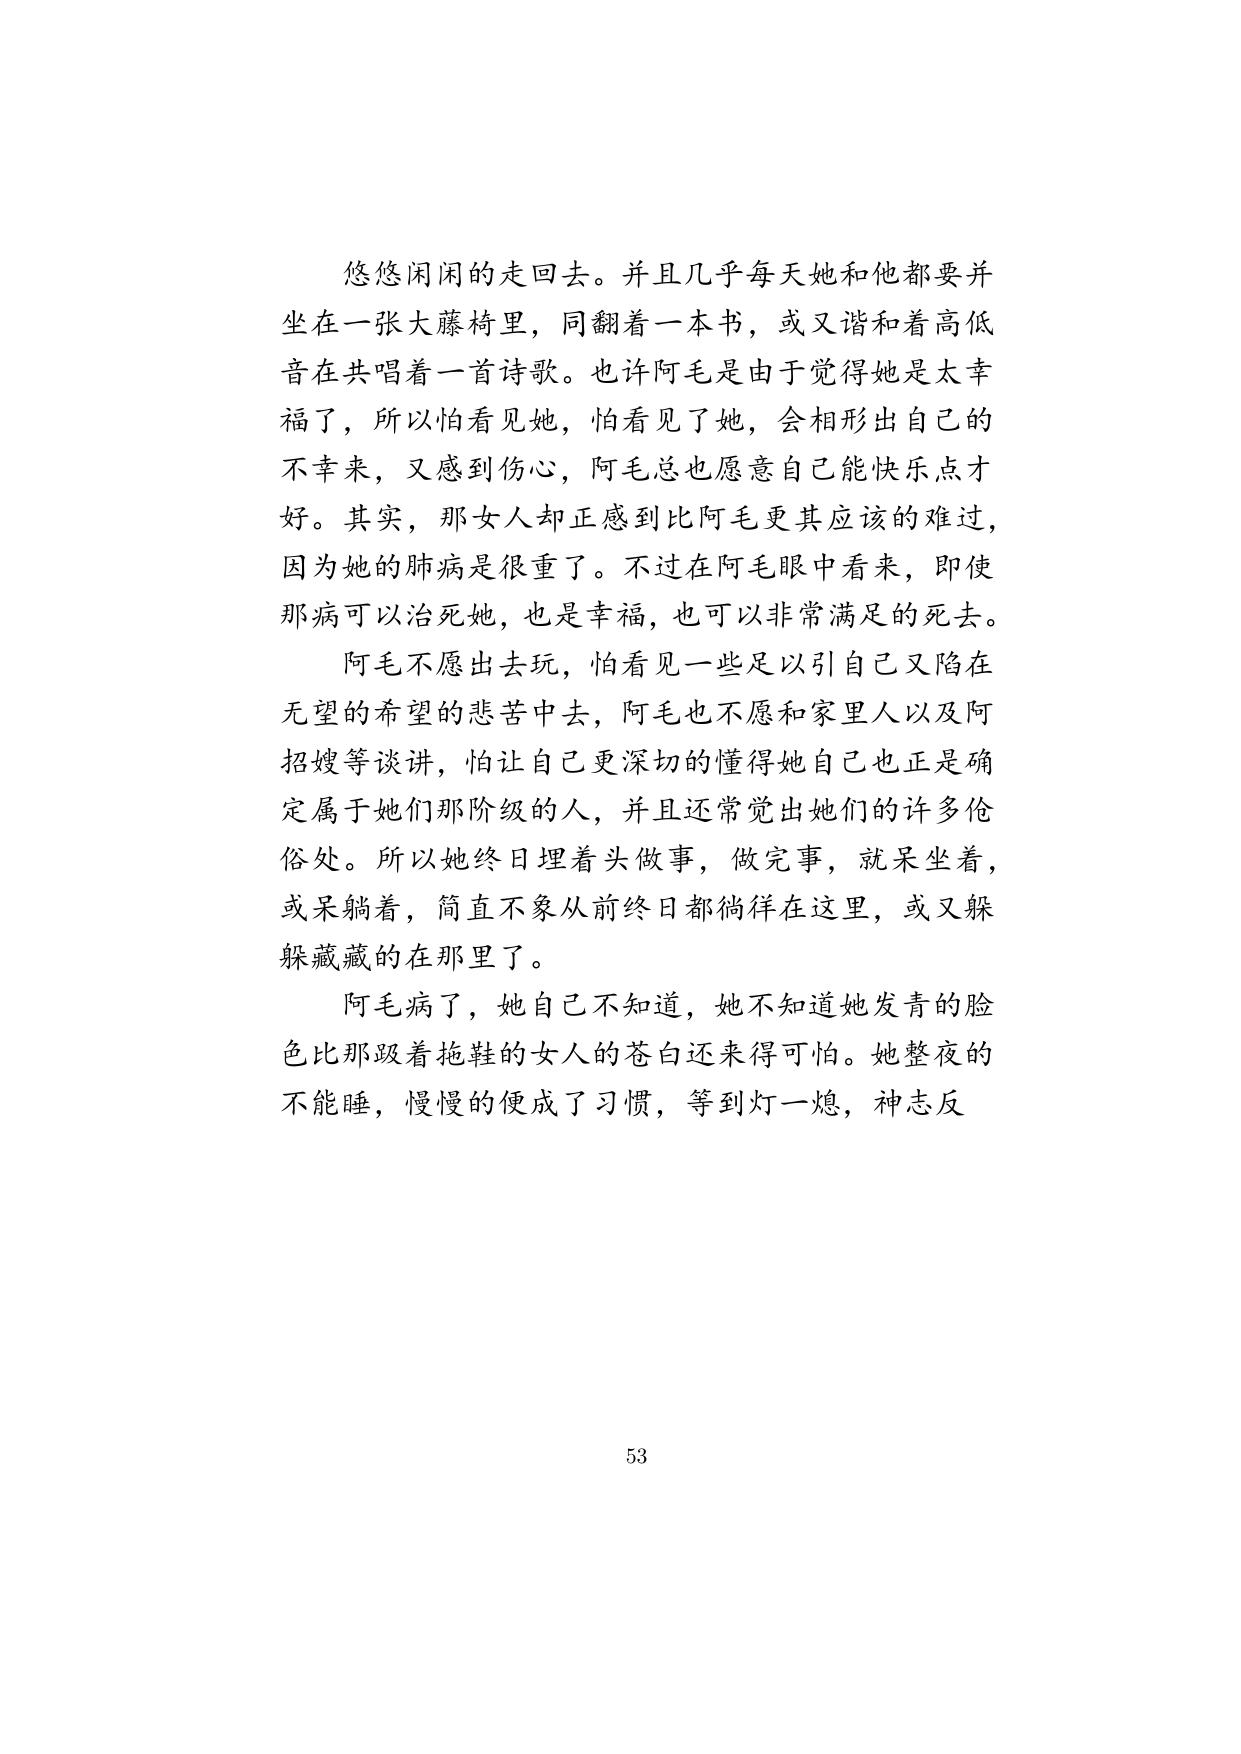 悠悠闲闲的走回去。并且几乎每天她和他都要并
坐在一张大藤椅里，同翻着一本书，或又谐和着高低
音在共唱着一首诗歌。也许阿毛是由于觉得她是太幸
福了，所以怕看见她，怕看见了她，会相形出自己的
不幸来，又感到伤心，阿毛总也愿意自己能快乐点才
好。其实，那女人却正感到比阿毛更其应该的难过，
因为她的肺病是很重了。不过在阿毛眼中看来，即使
那病可以治死她，也是幸福，也可以非常满足的死去。
阿毛不愿出去玩，怕看见一些足以引自己又陷在
无望的希望的悲苦中去，阿毛也不愿和家里人以及阿
招嫂等谈讲，怕让自己更深切的懂得她自己也正是确
定属于她们那阶级的人，并且还常觉出她们的许多伧
俗处。所以她终日埋着头做事，做完事，就呆坐着，
或呆躺着，简直不象从前终日都徜徉在这里，或又躲
躲藏藏的在那里了。
阿毛病了，她自己不知道，她不知道她发青的脸
色比那趿着拖鞋的女人的苍白还来得可怕。她整夜的
不能睡，慢慢的便成了习惯，等到灯一熄，神志反
53